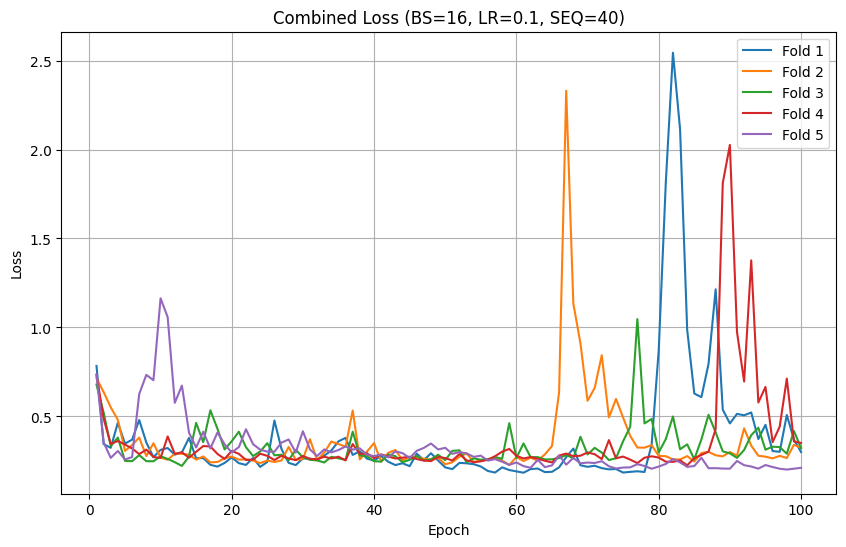 Combined Loss (BS=16, LR=0.1, SEQ=40)
Fold 1
Fold 2
Fold 3
Fold 4
Fold 5
2.5
2.0
1.5
1.0
0.5
Loss
0
20
40
60
80
100
Epoch